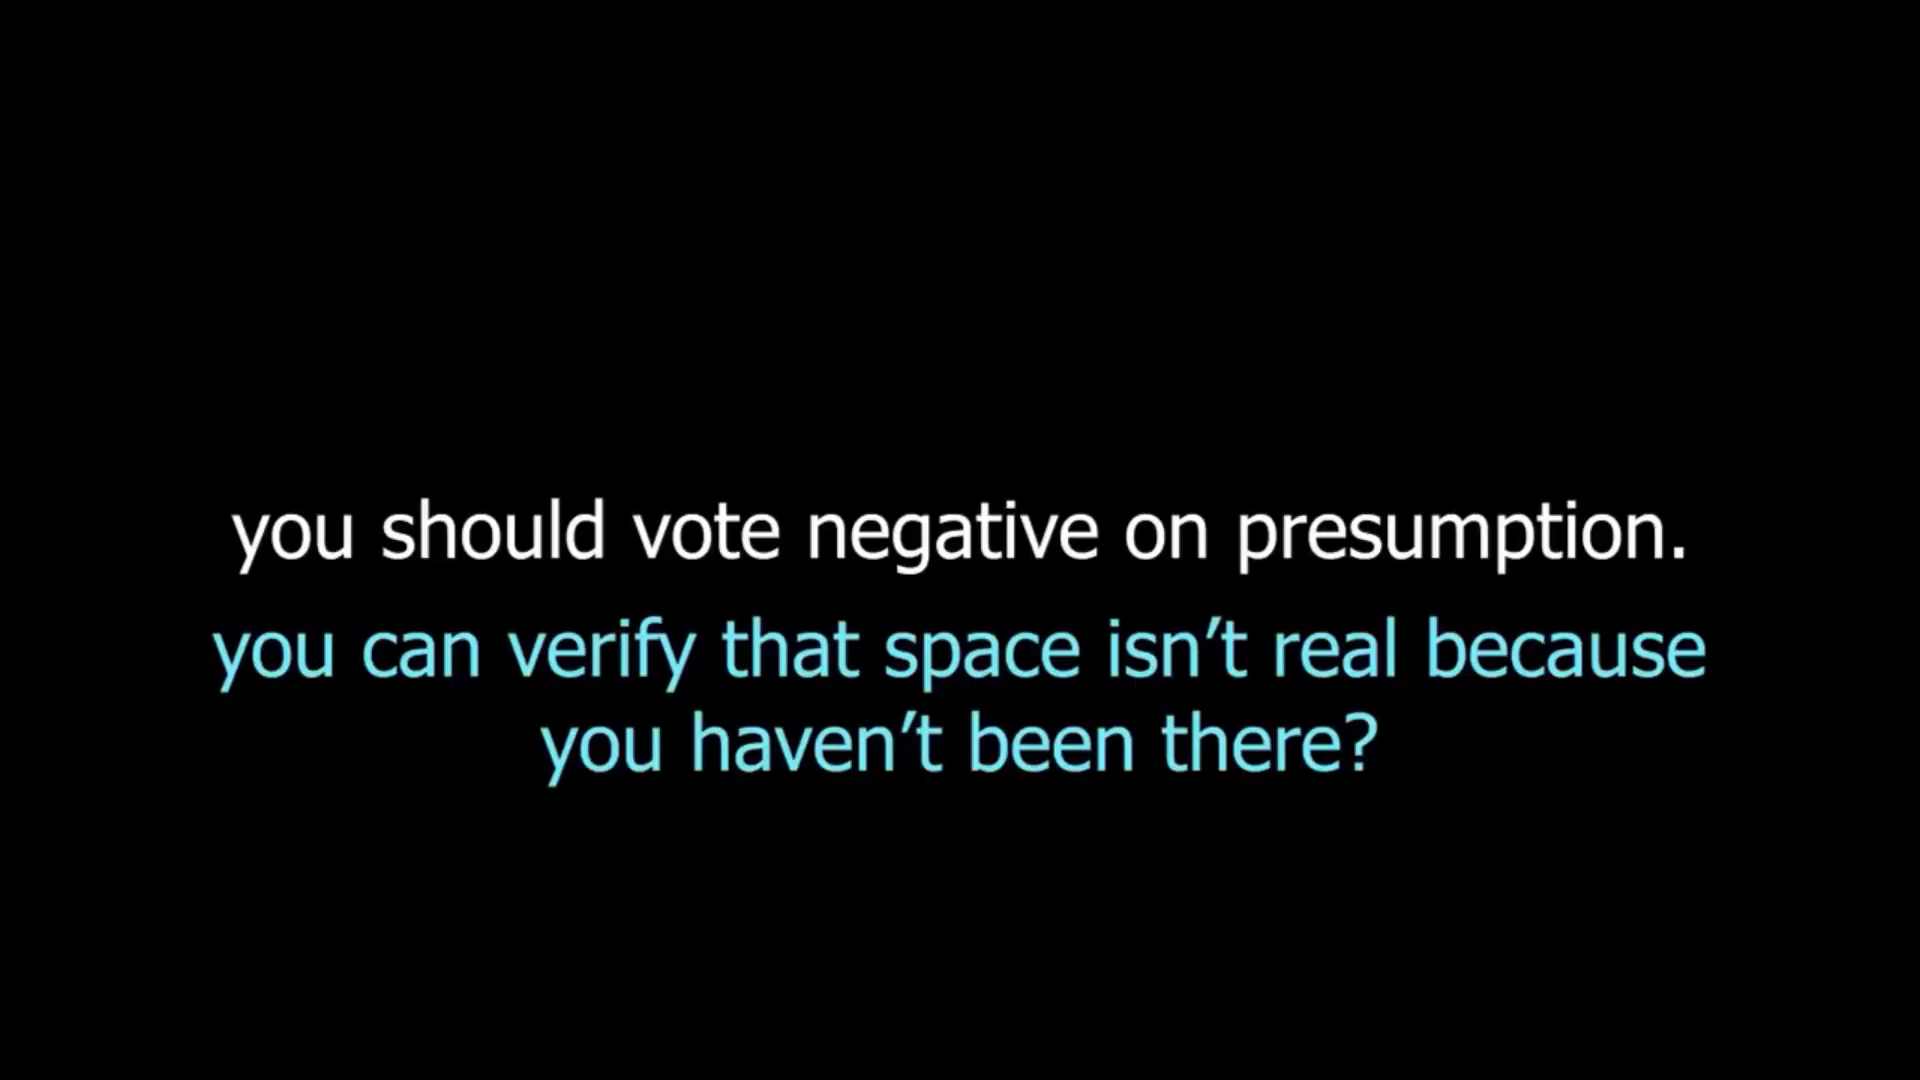 you should vote negative on presumption.
you can verify that space isn’t real because
you haven’t been there?